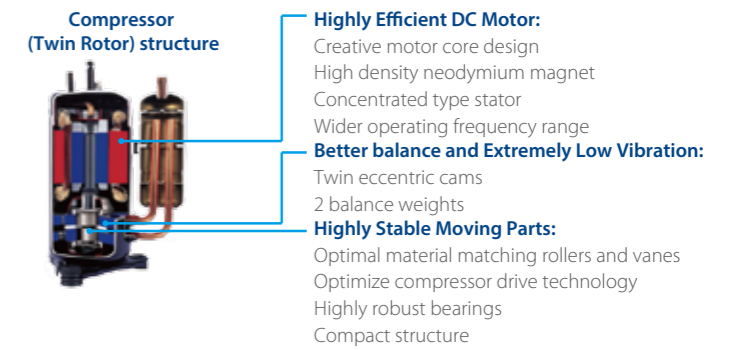 Compressor
(Twin Rotor) structure
Highly Efficient DC Motor:
Creative motor core design
High density neodymium magnet
Concentrated type stator
Wider operating frequency range
Better balance and Extremely Low Vibration:
Twin eccentric cams
2 balance weights
Highly Stable Moving Parts:
Optimal material matching rollers and vanes
Optimize compressor drive technology
Highly robust bearings
Compact structure